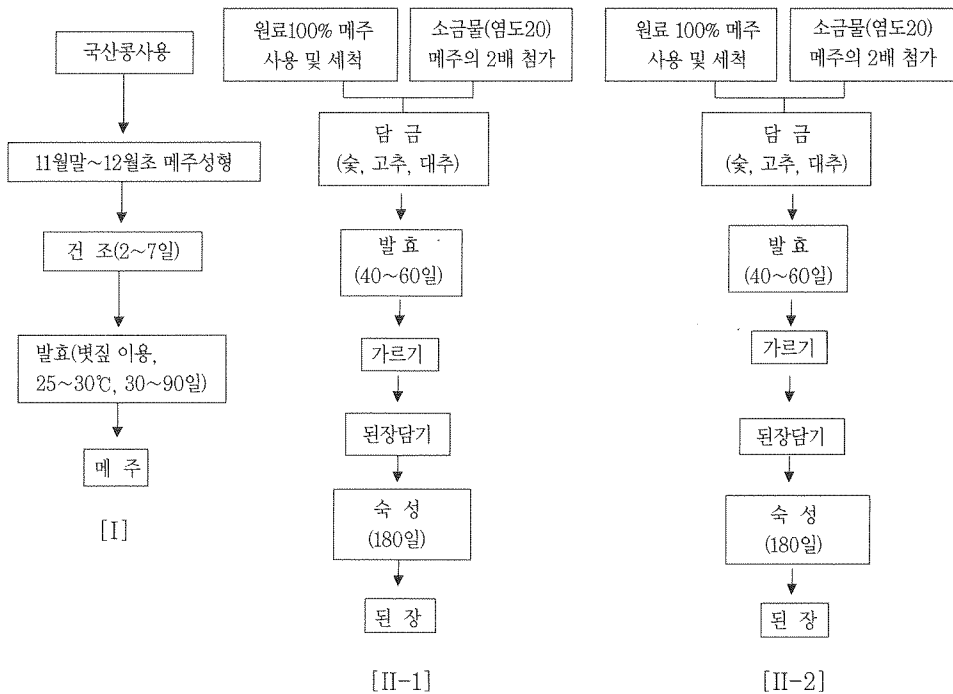 국산콩사용
11월말~12월초 메주성형
건 조(2~7일)
발효(볏짚 이용,
25~30℃, 30~90일)
메 주
[I]
원료100% 메주
사용 및 세척
소금물(염도20)
메주의 2배 첨가
담 금
(숯, 고추, 대추)
발 효
(40~60일)
가르기
된장담기
숙 성
(180일)
된 장
[II-1]
원료 100% 메주
사용 및 세척
소금물(염도20)
메주의 2배 첨가
담 금
(숯, 고추, 대추)
발 효
(40~60일)
가르기
된장담기
숙 성
(180일)
된 장
[II-2]